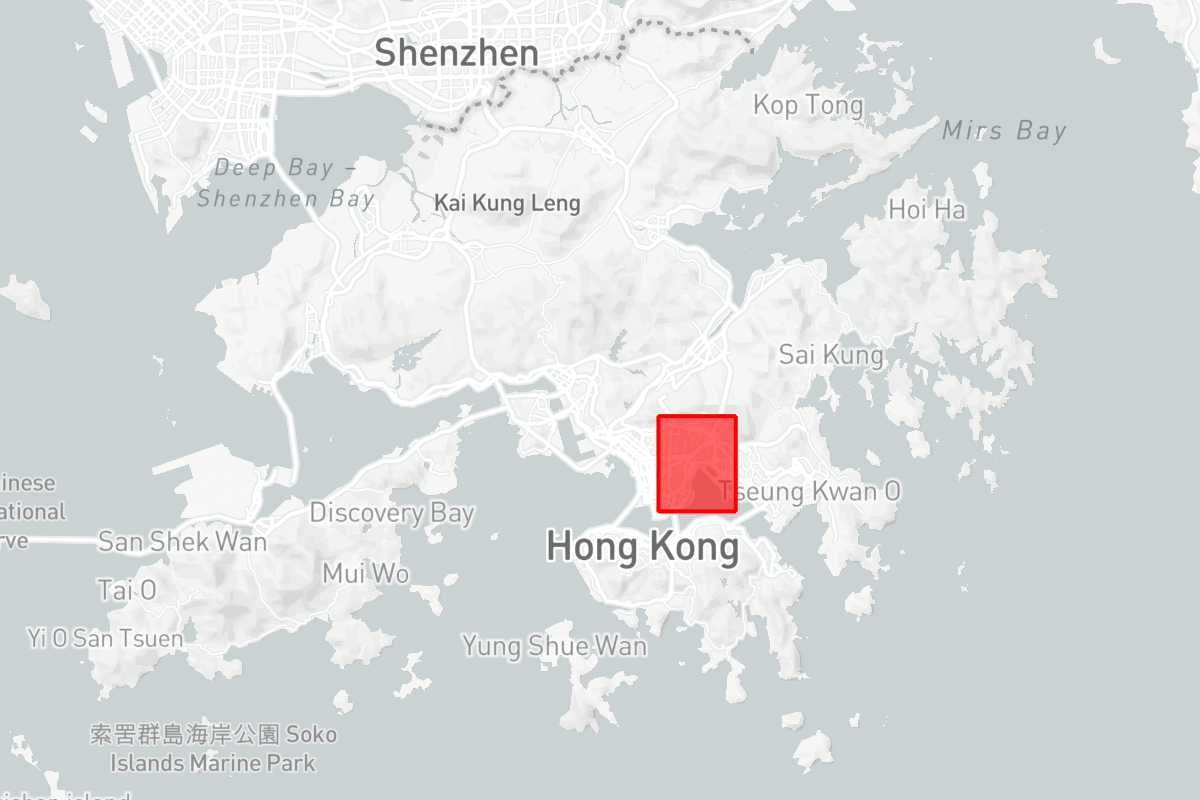 Shenzhen
Kop Tong
Mirs Bay
Deep Bay –
Shenzhen Bay
Kai Kung Leng
Hoi Ha
Sai Kung
inese
ational
rve
Tseung Kwan O
Discovery Bay
San Shek Wan
Hong Kong
Mui Wo
Tai O
Yi O San Tsuen
Yung Shue Wan
索罟群島海岸公園 Soko
Islands Marine Park